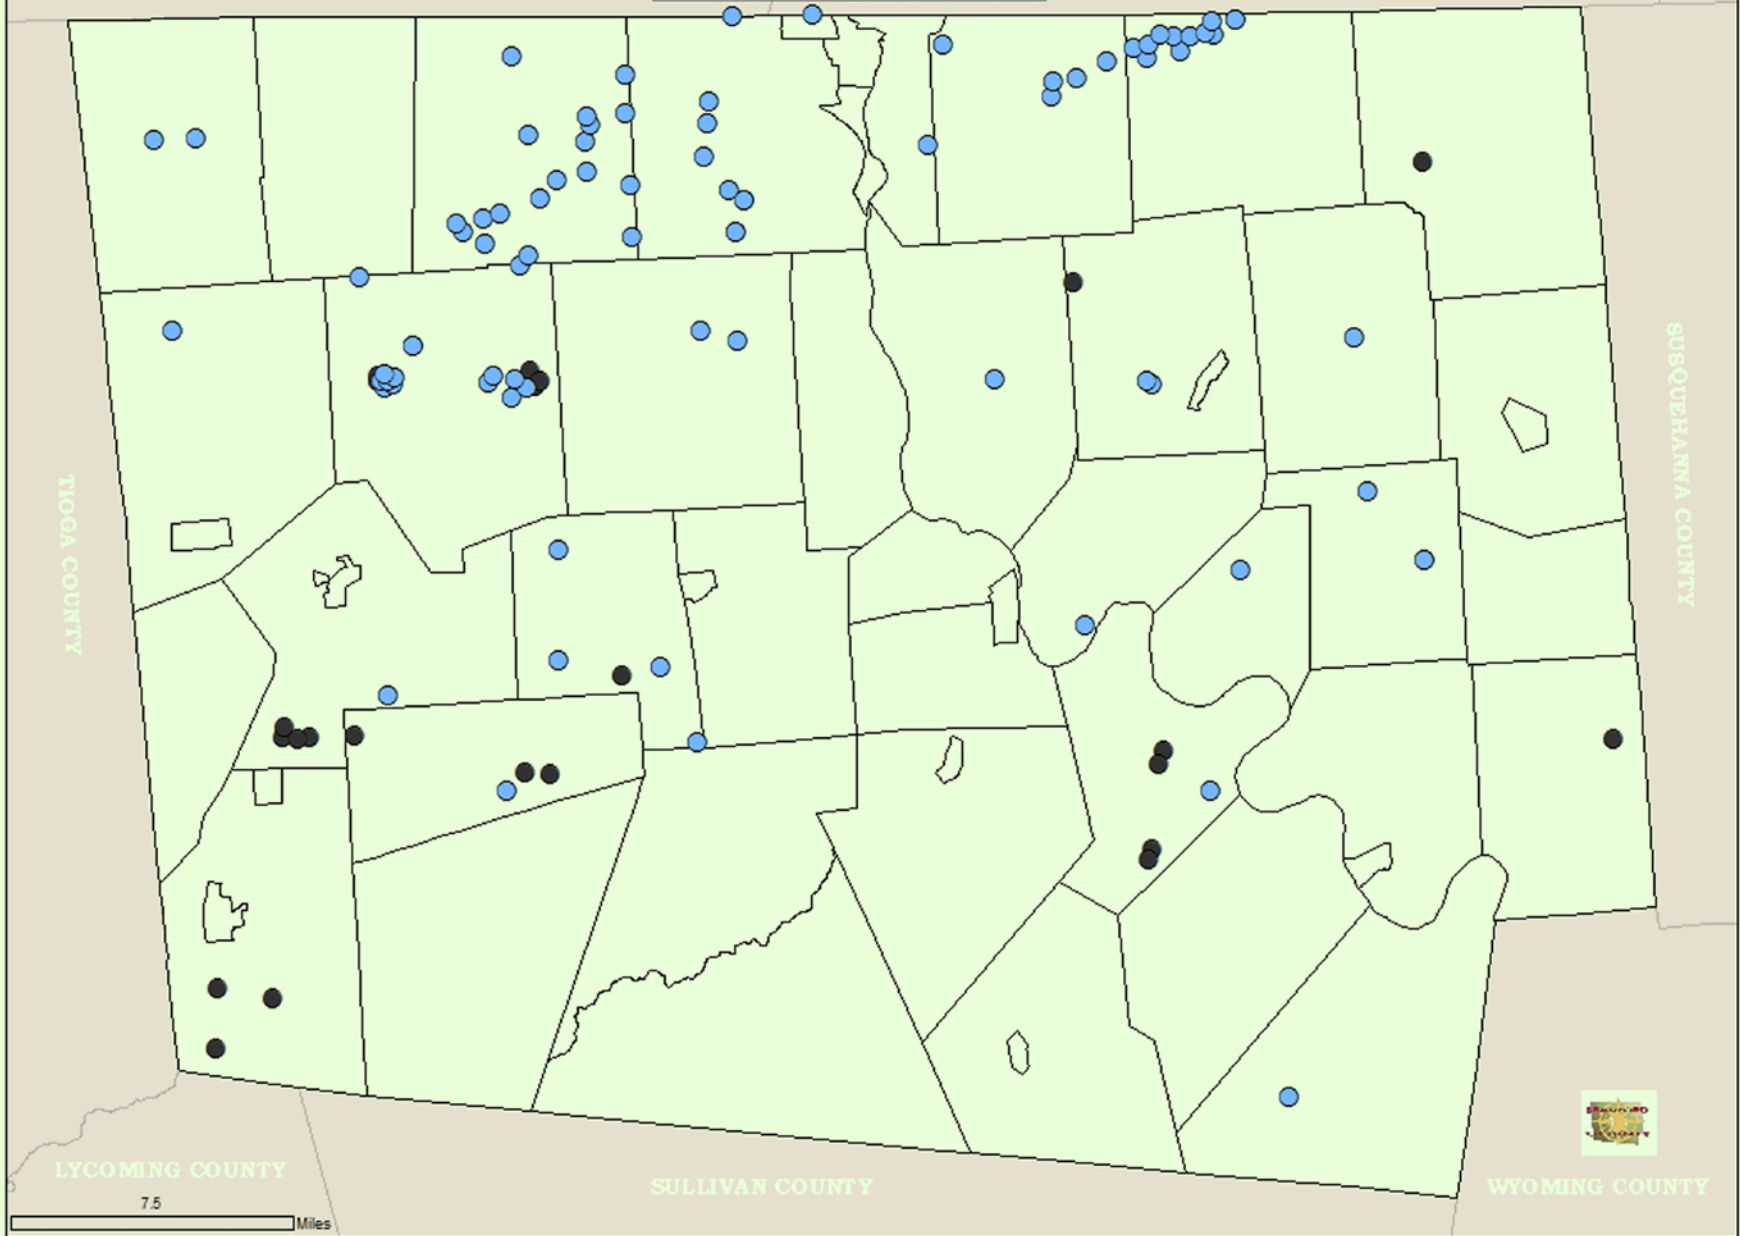 TIOGA COUNTY
SUSQUEHANNA COUNTY
LYCOMING COUNTY
SULLIVAN COUNTY
WYOMING COUNTY
7.5
Miles